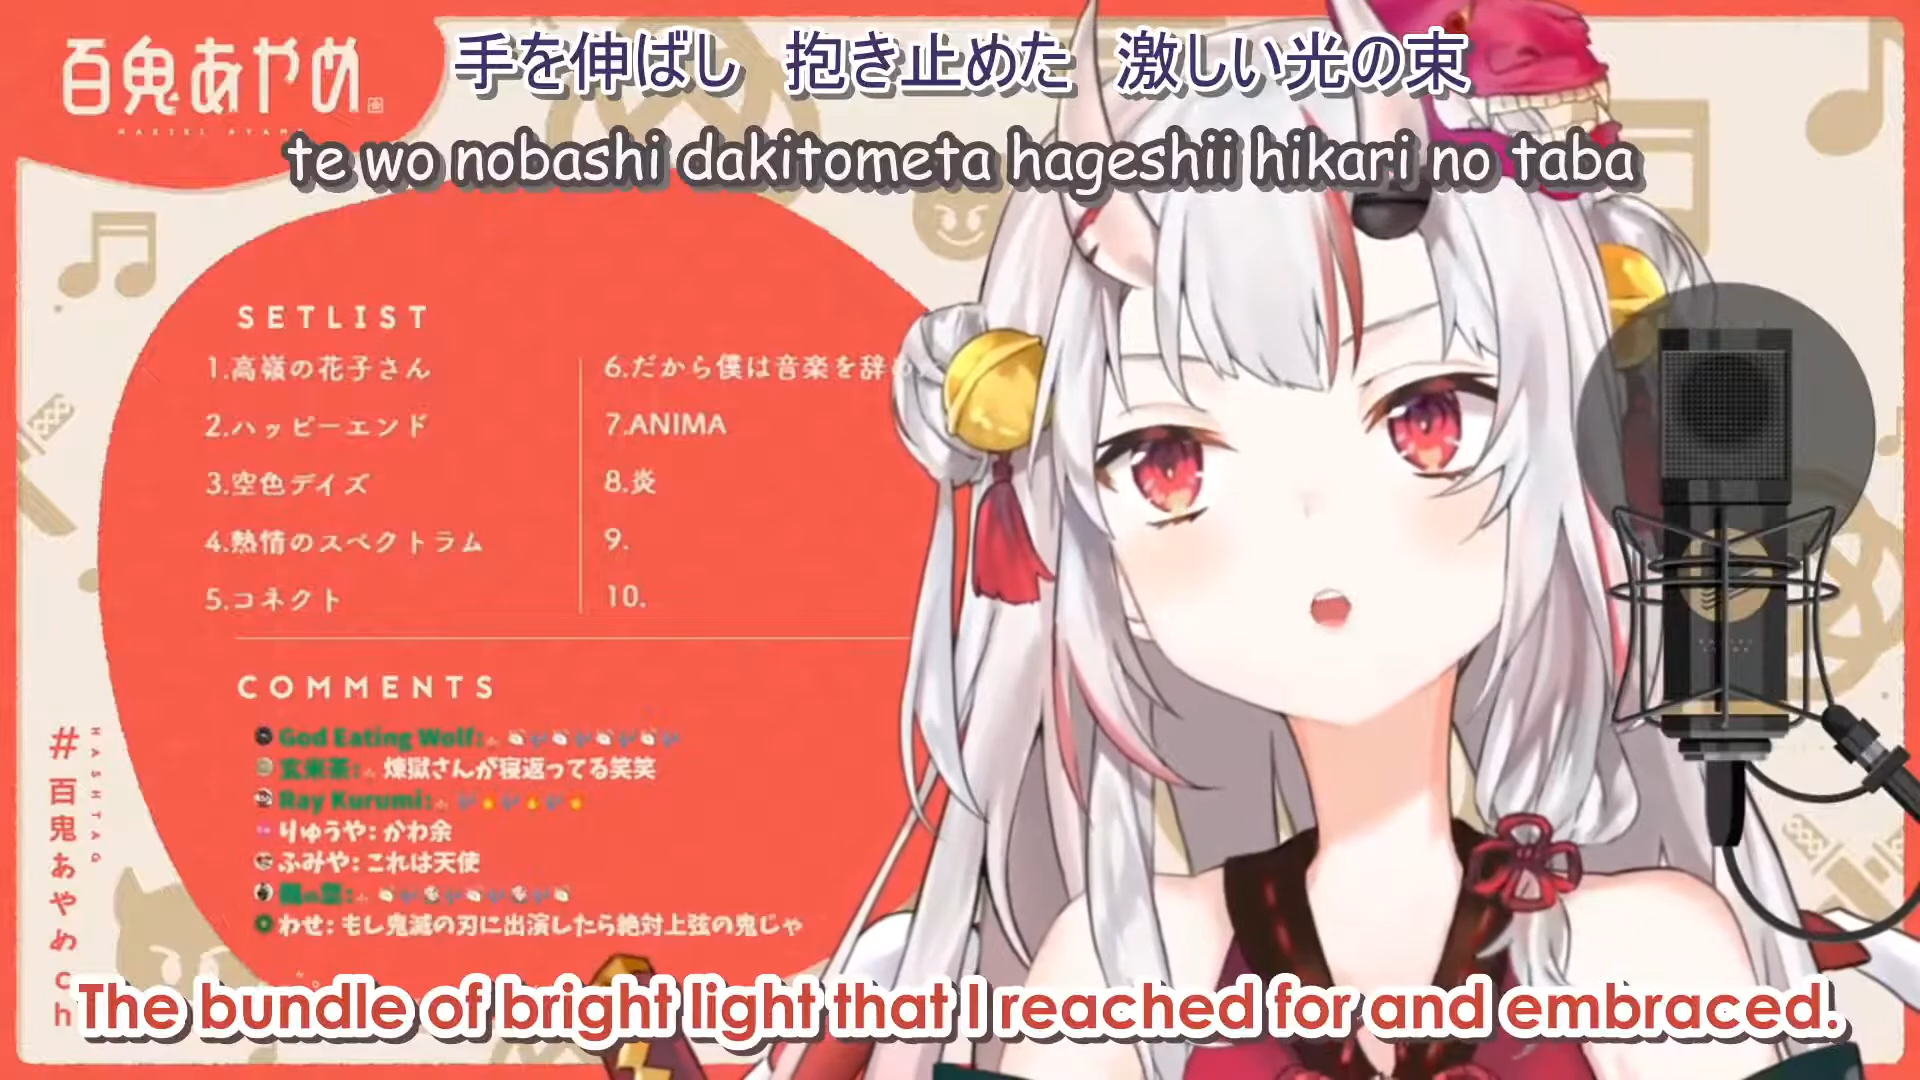 百鬼あやめ
手を伸ばし 抱き止めた 激しい光の束
te wo nobashi dakitometa hageshii hikari no taba
SETLIST
1.高嶺の花子さん
2.ハッピーエンド
3.空色デイズ
4.熱情のスペクトラム
5.コネクト
6.だから僕は音楽を辞め
7.ANIMA
8.炎
9.
10.
COMMENTS
God Eating Wolf:
玄米茶: 煉獄さんが寝返ってる笑笑
Ray Kurumi:
りゅうや: かわ余
ふみや: これは天使
わせ: もし鬼滅の刃に出演したら絶対上弦の鬼じゃ
HASHTAG
#百鬼あやめch
The bundle of bright light that I reached for and embraced.